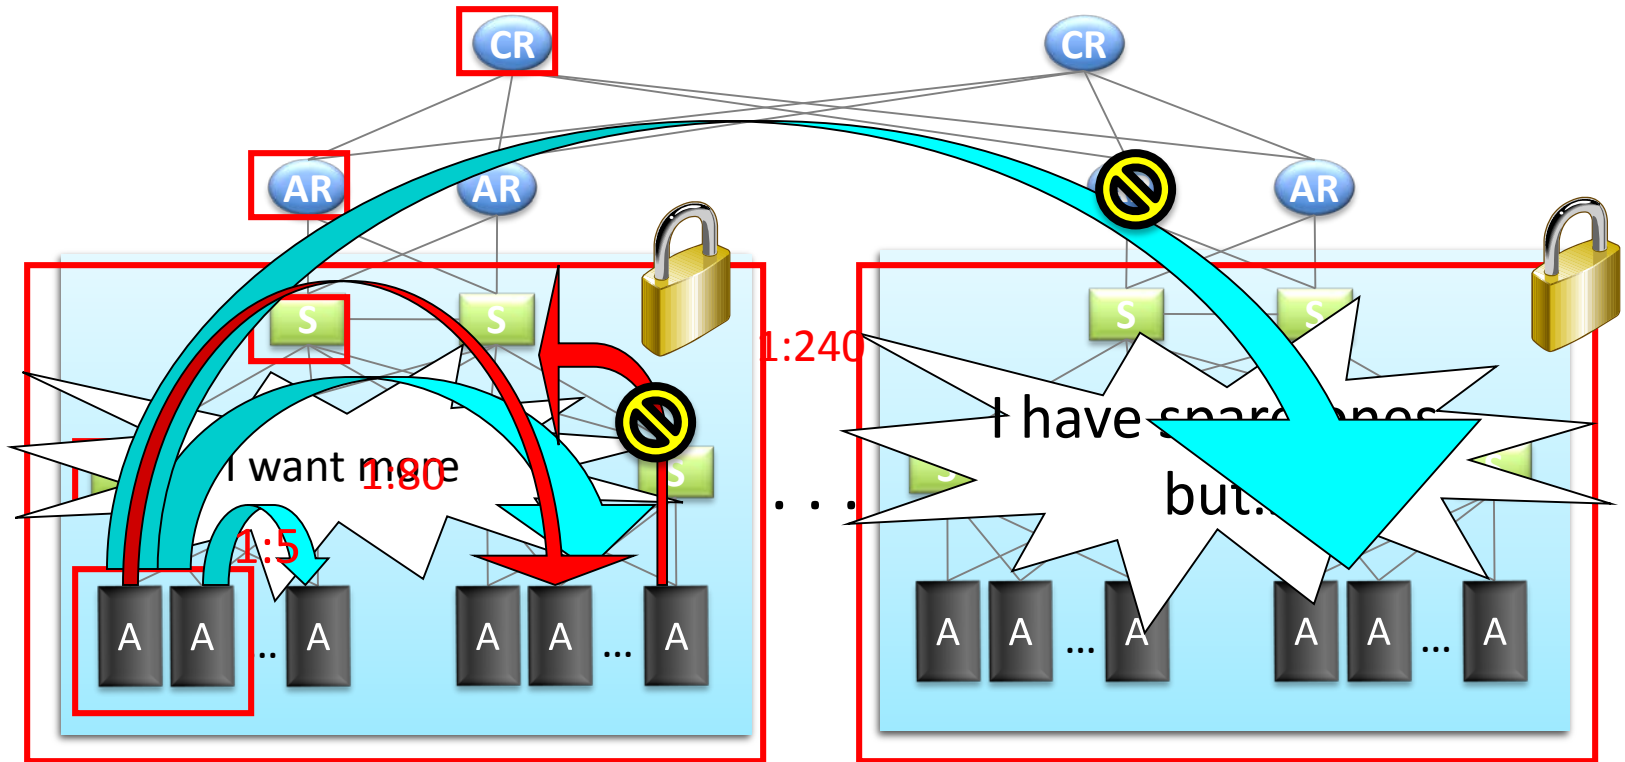 CR CR
AR AR AR
S S S S
1:240
I have spare ones
I want more
1:80
S S S
but..
. . .
1:5
A A .. A A A ... A A A ... A A A ... A